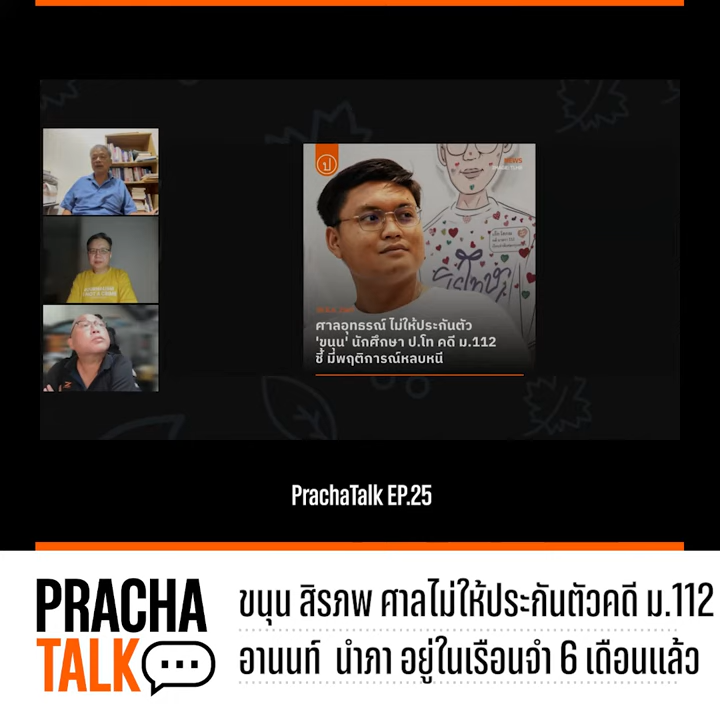 ป
NEWS
ศาลอุทธรณ์ ไม่ให้ประกันตัว
'ขนุน' นักศึกษา ป.โท คดี ม.112
ชี้ มีพฤติการณ์หลบหนี
PrachaTalk EP.25
PRACHA
TALK
ขนุน สิรภพ ศาลไม่ให้ประกันตัวคดี ม.112
อานนท์ นำภา อยู่ในเรือนจำ 6 เดือนแล้ว